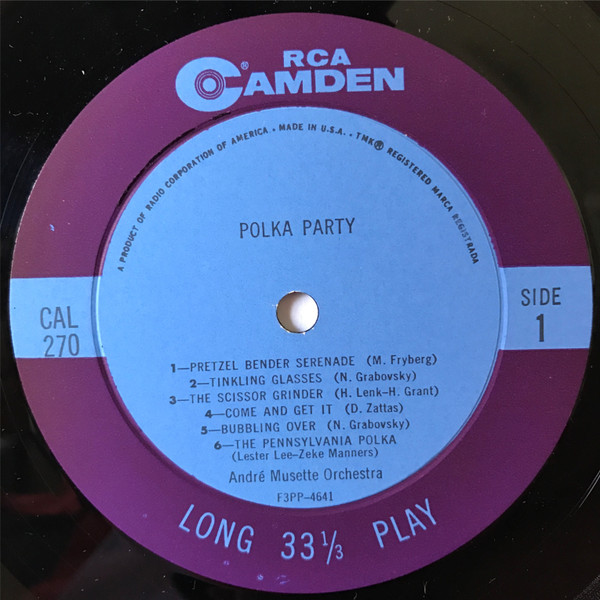 RCA
CAMDEN®
A PRODUCT OF RADIO CORPORATION OF AMERICA • MADE IN U.S.A. • TMK® REGISTERED MARCA REGISTRADA
POLKA PARTY
CAL
270
SIDE
1
1—PRETZEL BENDER SERENADE (M. Fryberg)
2—TINKLING GLASSES (N. Grabovsky)
3—THE SCISSOR GRINDER (H. Lenk–H. Grant)
4—COME AND GET IT (D. Zattas)
5—BUBBLING OVER (N. Grabovsky)
6—THE PENNSYLVANIA POLKA
(Lester Lee–Zeke Manners)
André Musette Orchestra
F3PP–4641
LONG 33⅓ PLAY